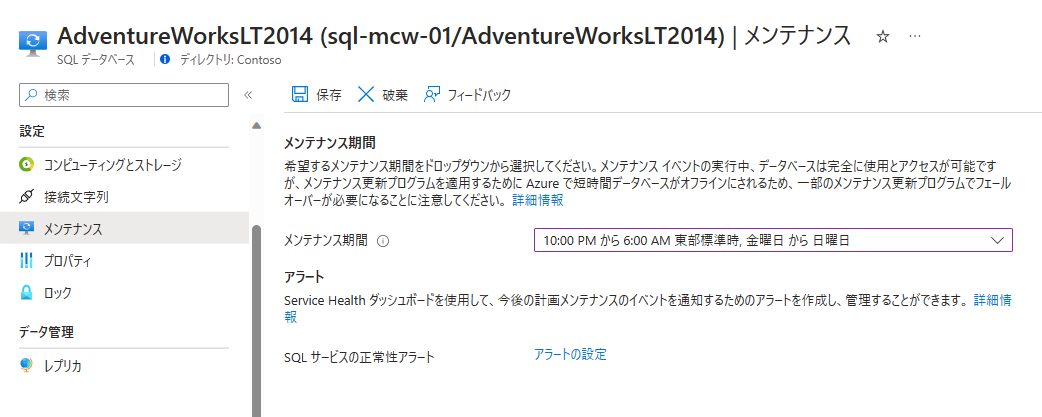 AdventureWorksLT2014 (sql-mcw-01/AdventureWorksLT2014) | メンテナンス
SQL データベース
ディレクトリ: Contoso
検索
保存
破棄
フィードバック
設定
コンピューティングとストレージ
接続文字列
メンテナンス
プロパティ
ロック
データ管理
レプリカ
メンテナンス期間
希望するメンテナンス期間をドロップダウンから選択してください。メンテナンス イベントの実行中、データベースは完全に使用とアクセスが可能です
が、メンテナンス更新プログラムを適用するために Azure で短時間データベースがオフラインにされるため、一部のメンテナンス更新プログラムでフェール
オーバーが必要になることに注意してください。 詳細情報
メンテナンス期間
10:00 PM から 6:00 AM 東部標準時, 金曜日 から 日曜日
アラート
Service Health ダッシュボードを使用して、今後の計画メンテナンスのイベントを通知するためのアラートを作成し、管理することができます。 詳細情
報
SQL サービスの正常性アラート
アラートの設定